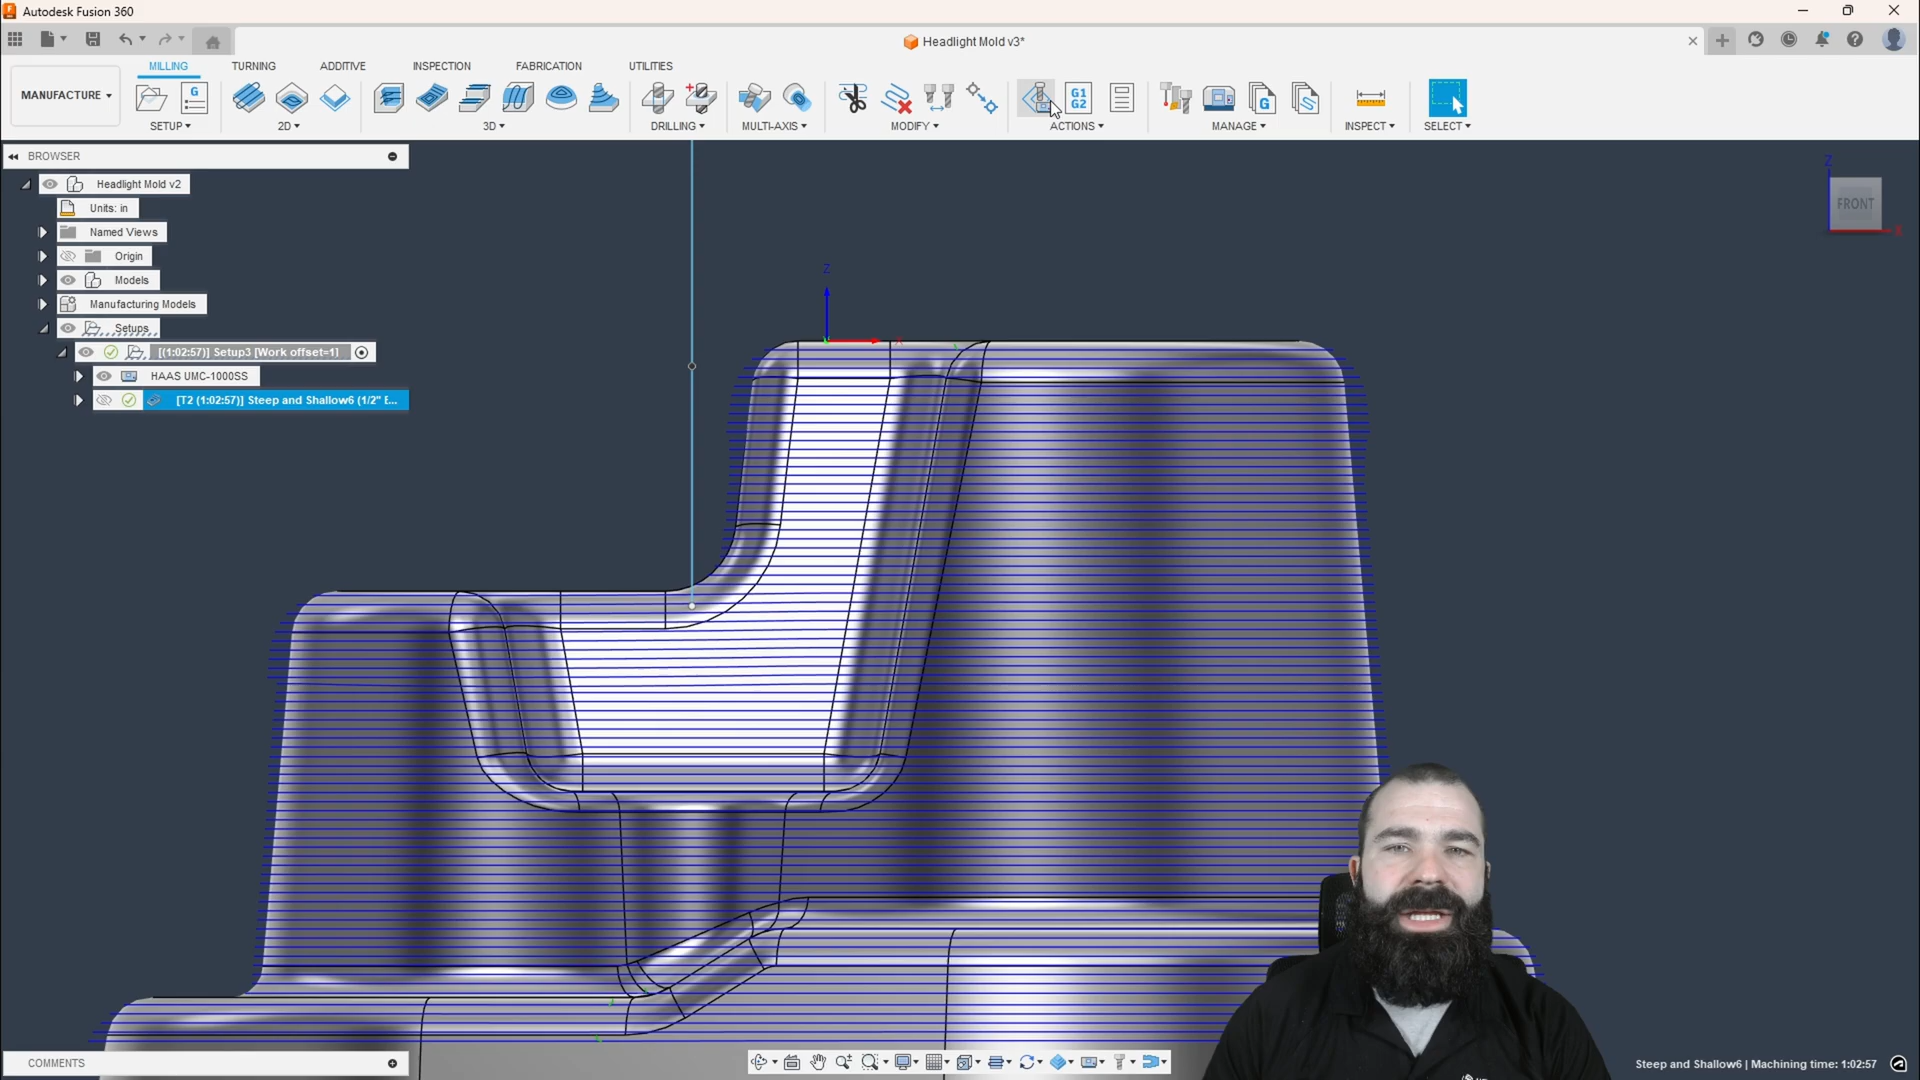 Autodesk Fusion 360
Headlight Mold v3*
MILLING TURNING ADDITIVE INSPECTION FABRICATION UTILITIES
MANUFACTURE
G
G1
G2
G
S
SETUP 2D 3D DRILLING MULTI-AXIS MODIFY ACTIONS MANAGE INSPECT SELECT
BROWSER
Headlight Mold v2
Units: in
Named Views
Origin
Models
Manufacturing Models
Setups
[(1:02:57)] Setup3 [Work offset=1]
HAAS UMC-1000SS
[T2 (1:02:57)] Steep and Shallow6 (1/2" E...
Z
X
Z
FRONT
X
COMMENTS
Steep and Shallow6 | Machining time: 1:02:57